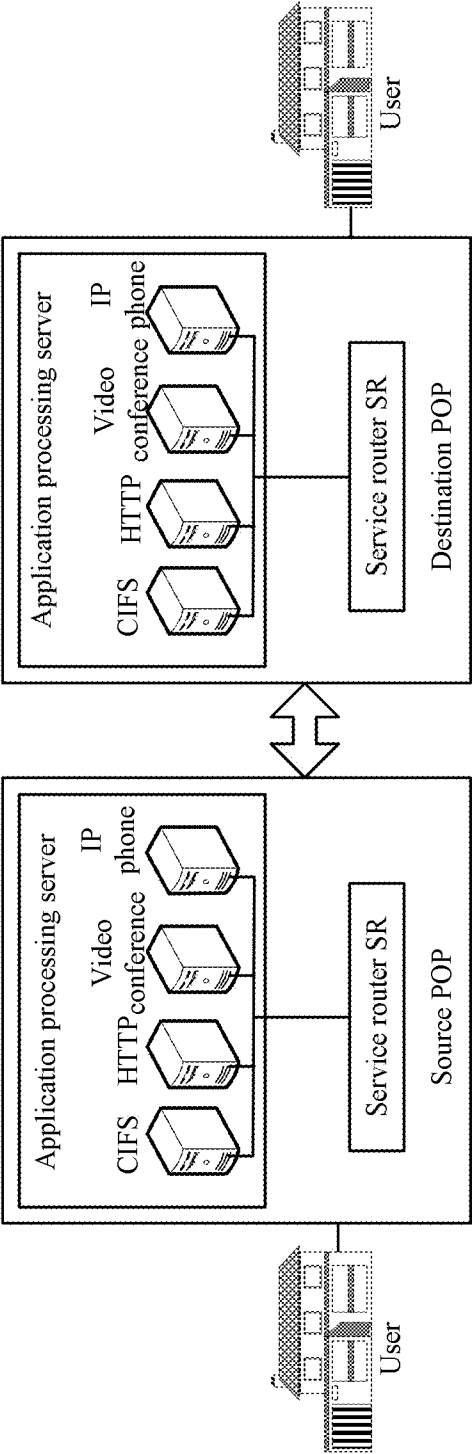 Application processing server
CIFS
HTTP
Video
conference
IP
phone
Service router SR
Source POP
User
Application processing server
CIFS
HTTP
Video
conference
IP
phone
Service router SR
Destination POP
User